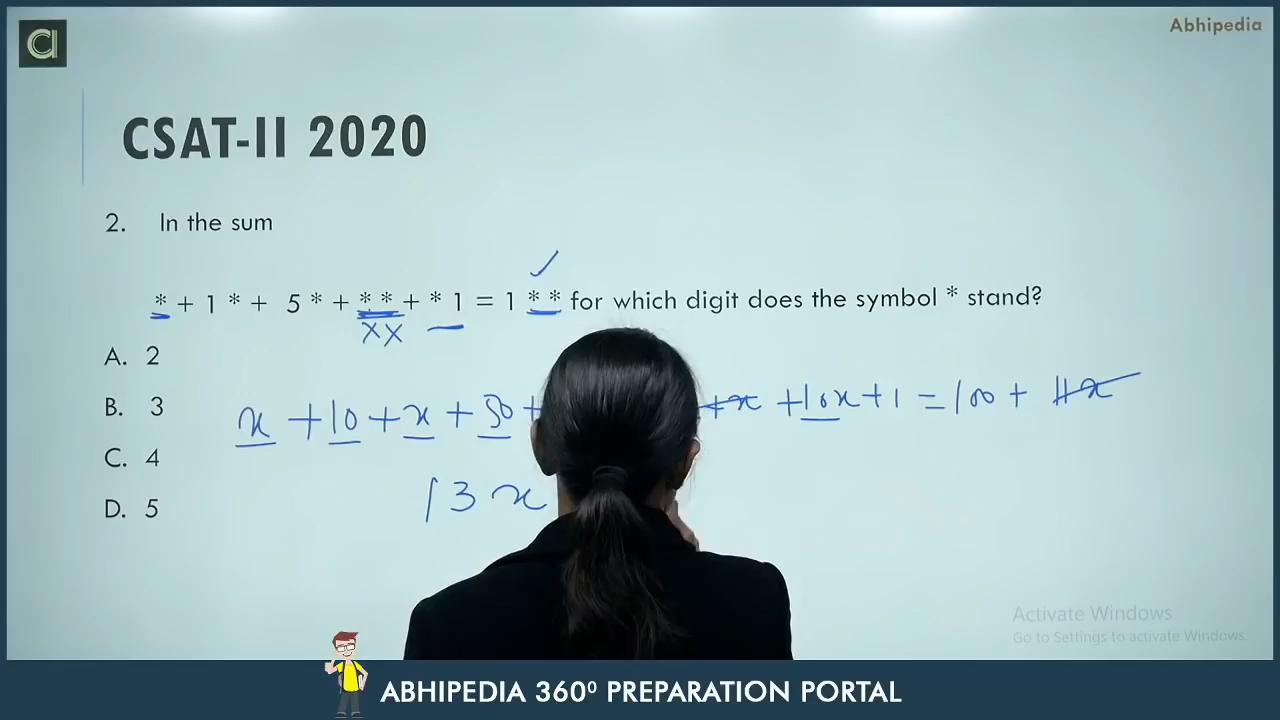 Abhipedia
CSAT-II 2020
2. In the sum
* + 1 * + 5 * + * * + * 1 = 1 * * for which digit does the symbol * stand?
xx
A. 2
B. 3
C. 4
D. 5
x + 10 + x + 50 + +x +10x+1 = 100 + 11x
13x
Activate Windows
Go to Settings to activate Windows.
ABHIPEDIA 360⁰ PREPARATION PORTAL